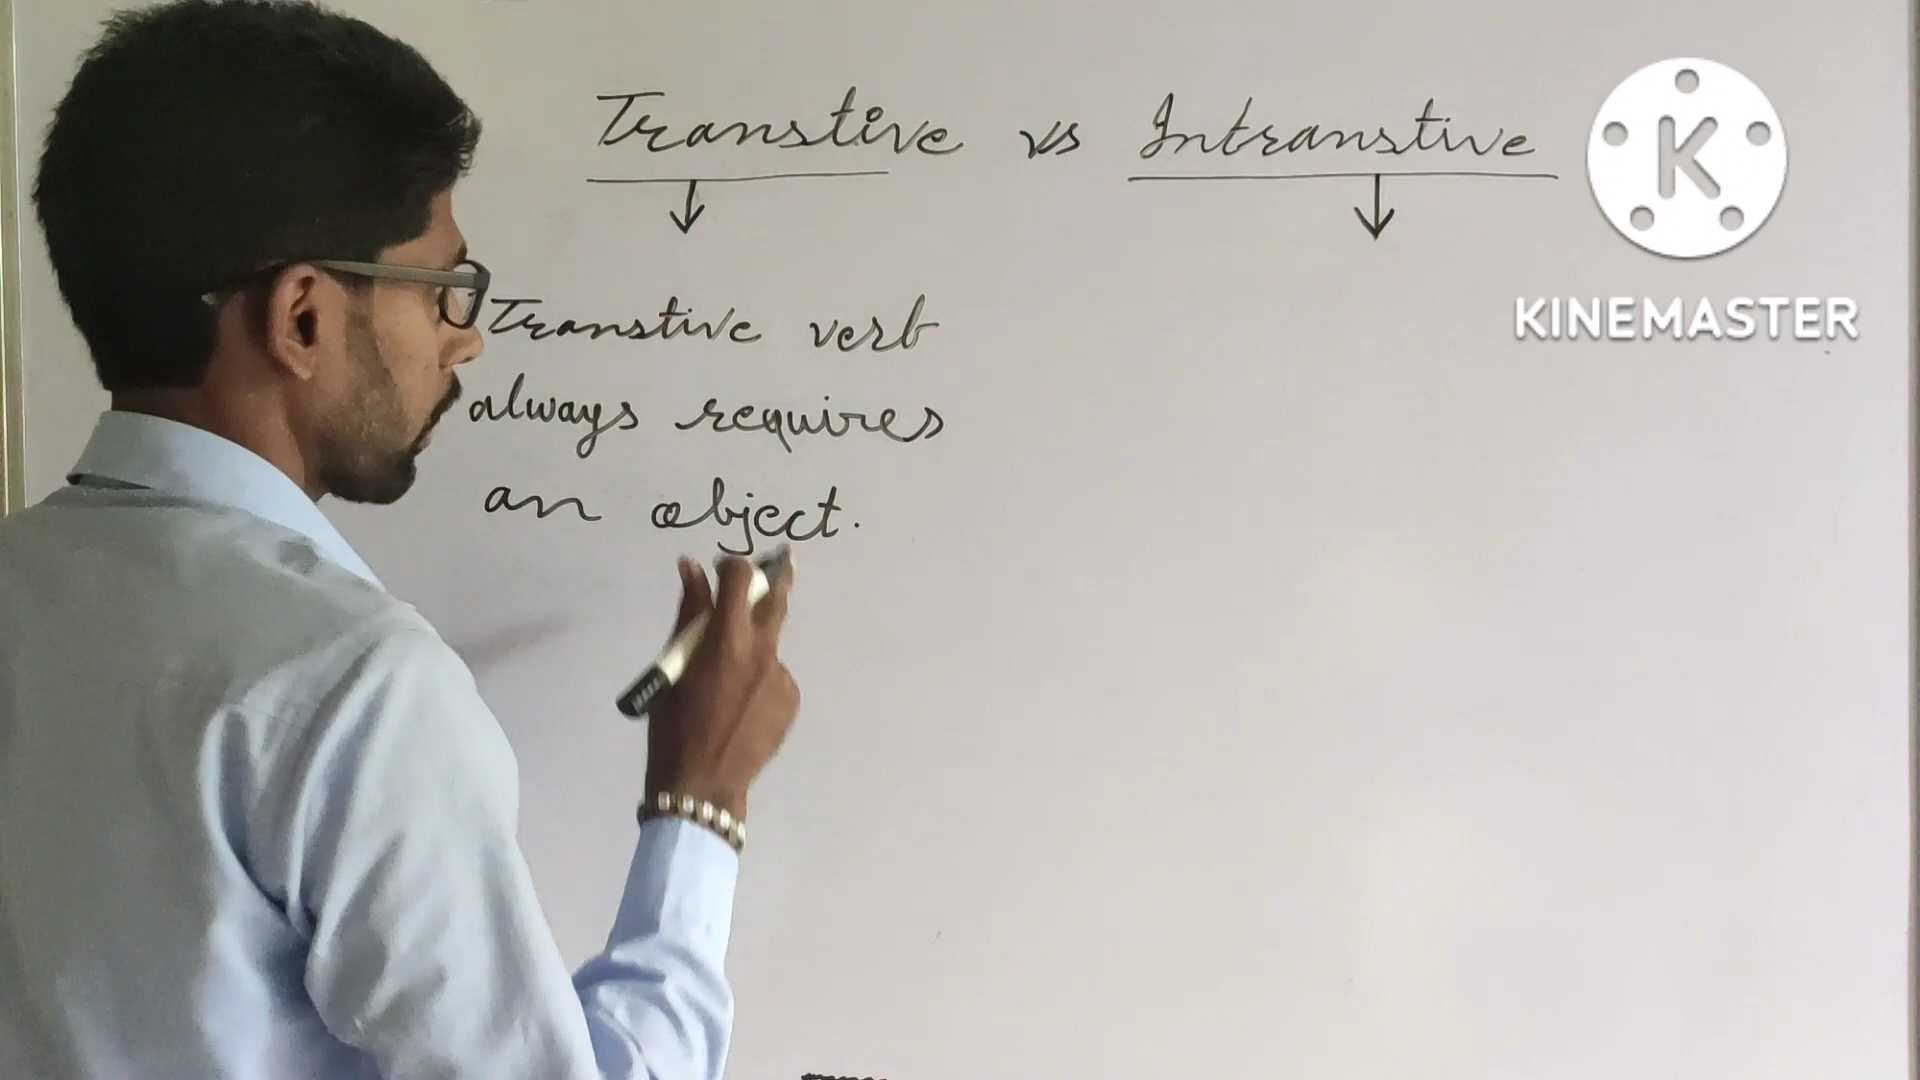 Transtive vs Intranstive
K
KINEMASTER
Transtive verb
always requires
an object.